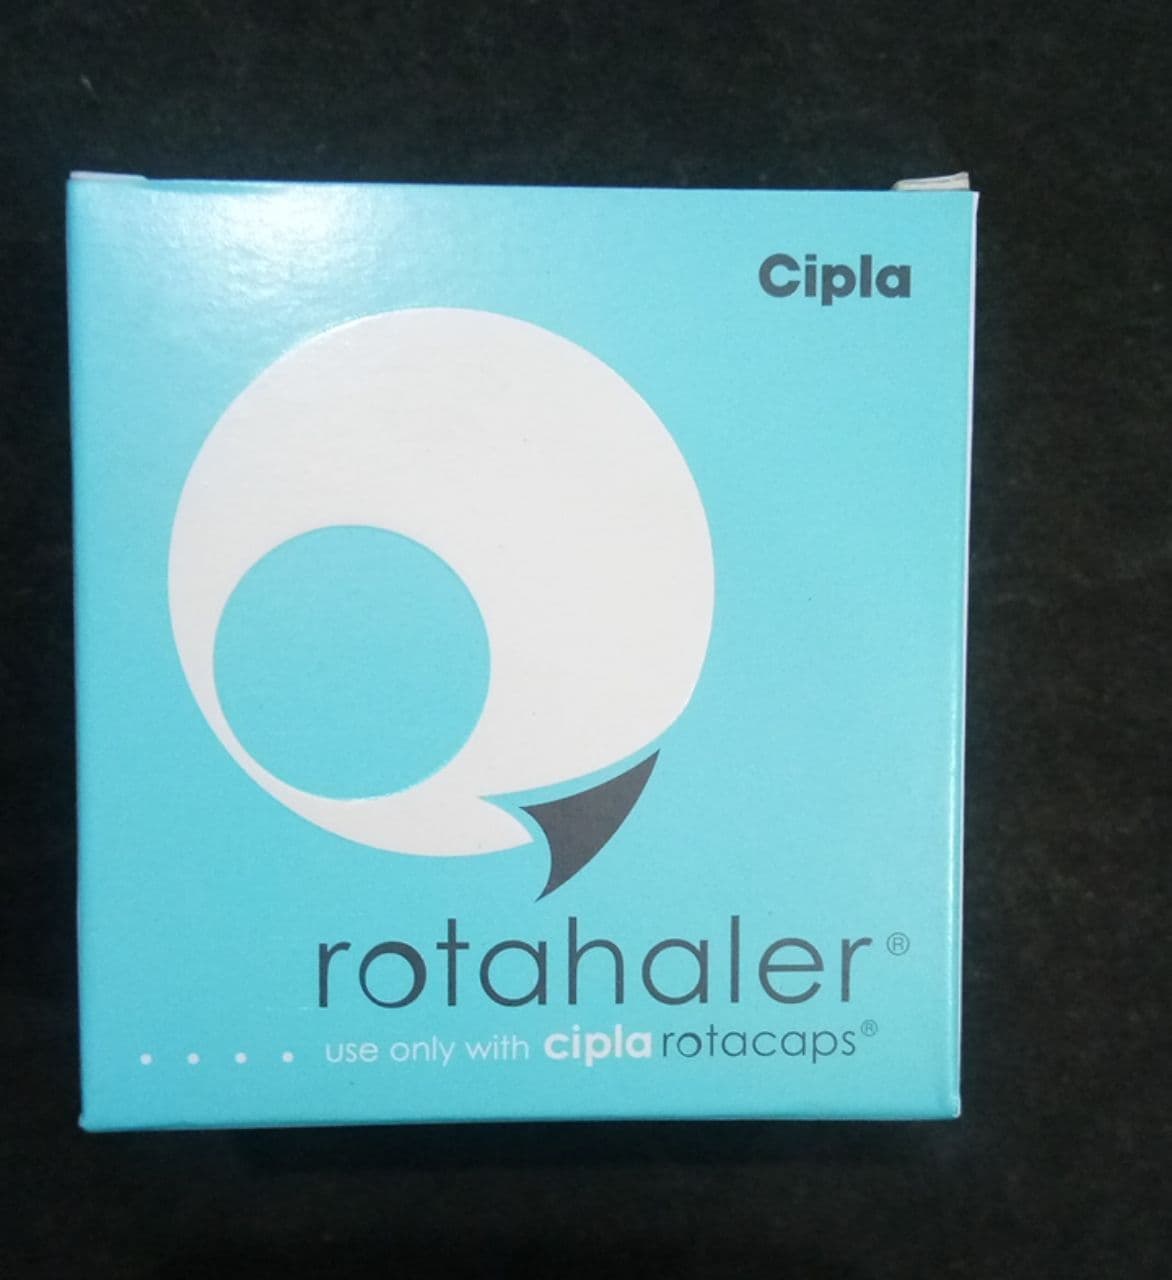 Cipla
rotahaler®
.... use only with cipla rotacaps®